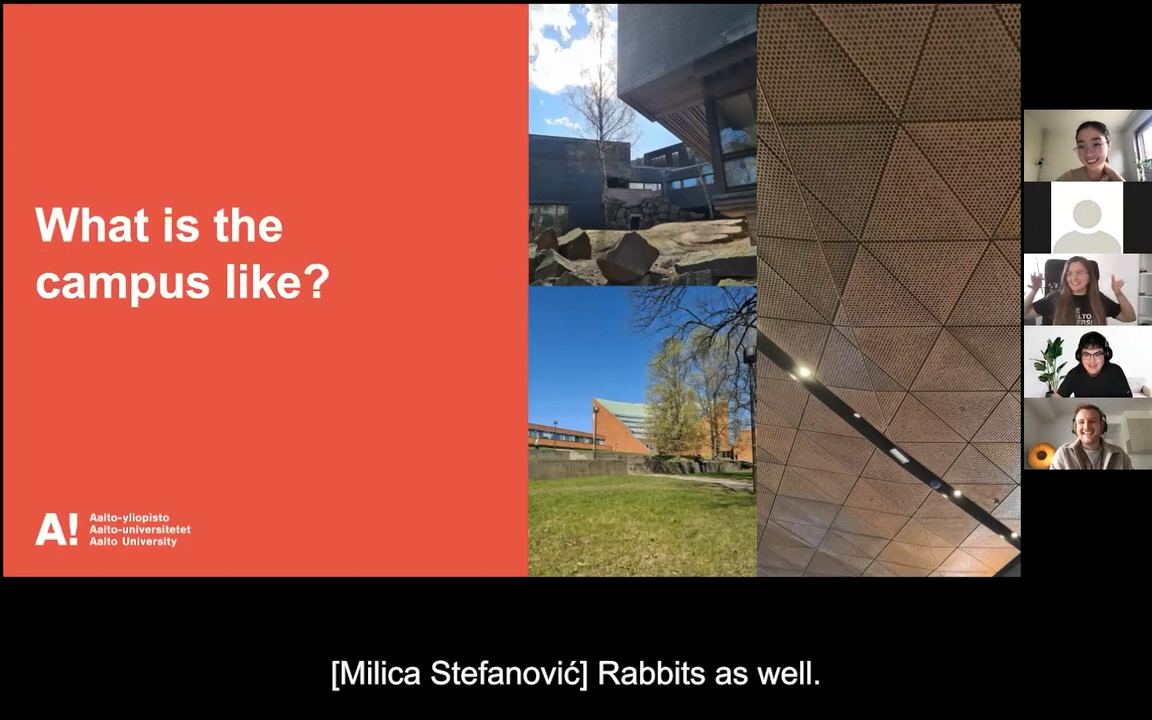 What is the
campus like?
A! Aalto-yliopisto
Aalto-universitetet
Aalto University
[Milica Stefanović] Rabbits as well.